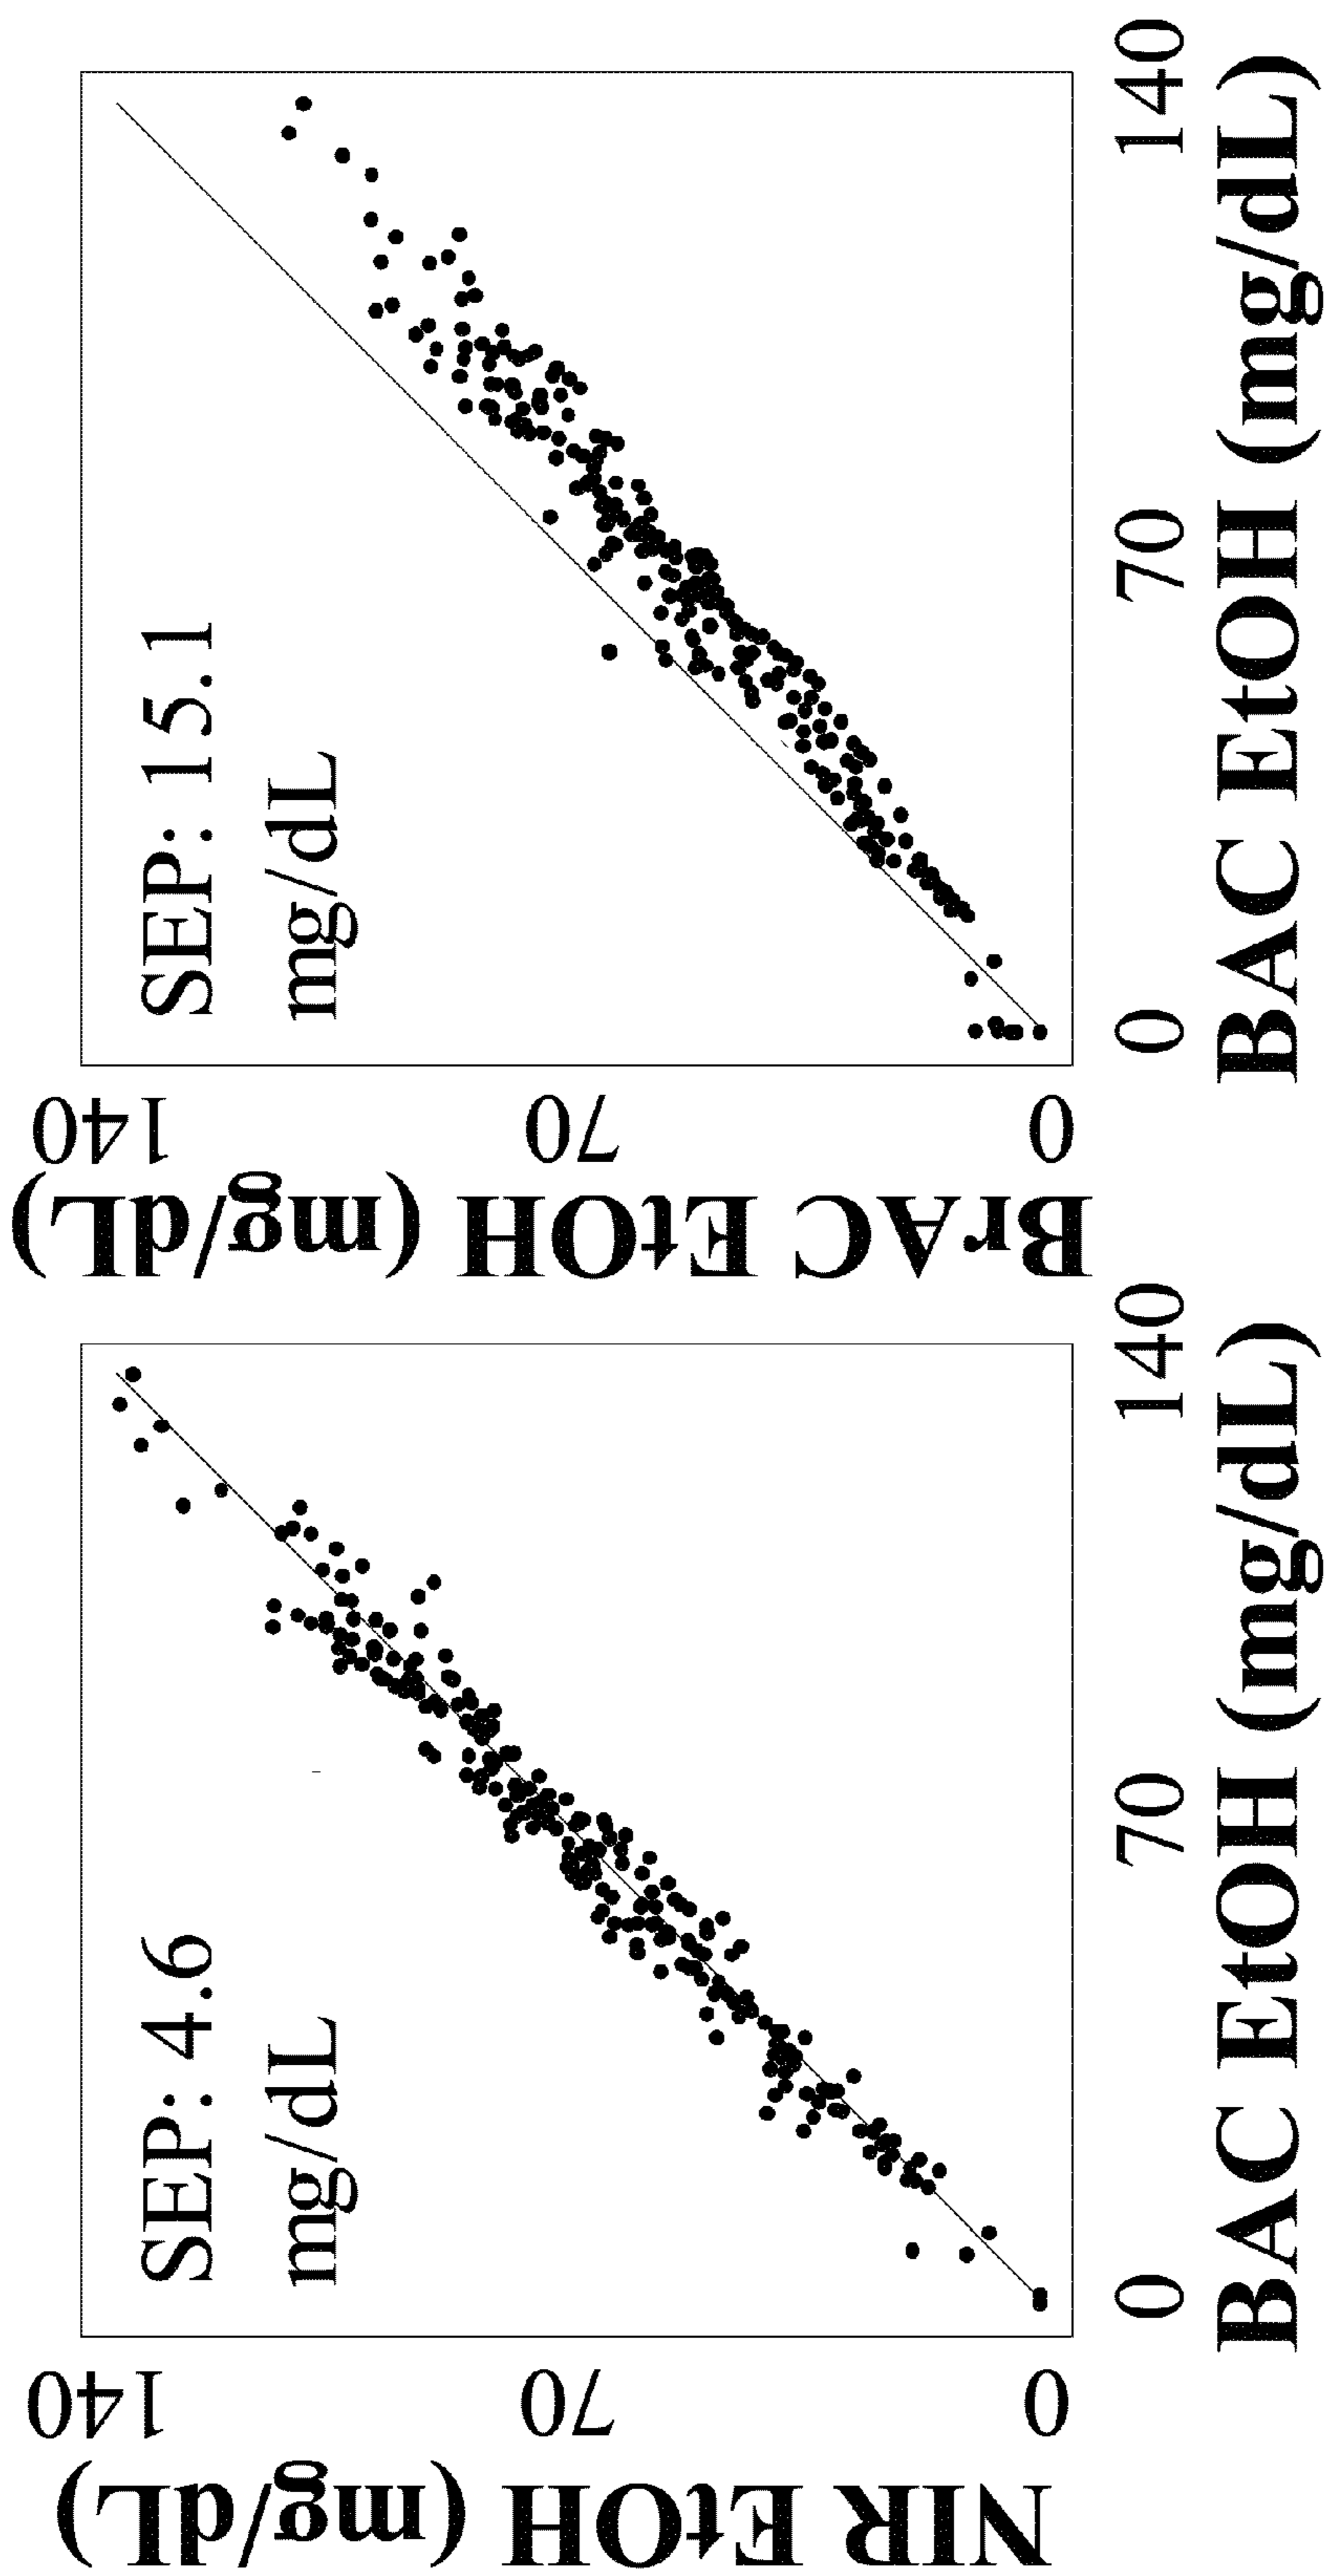 NIR EtOH (mg/dL)
140
70
0
SEP: 4.6
mg/dL
0
70
140
BAC EtOH (mg/dL)
BrAC EtOH (mg/dL)
140
70
0
SEP: 15.1
mg/dL
0
70
140
BAC EtOH (mg/dL)